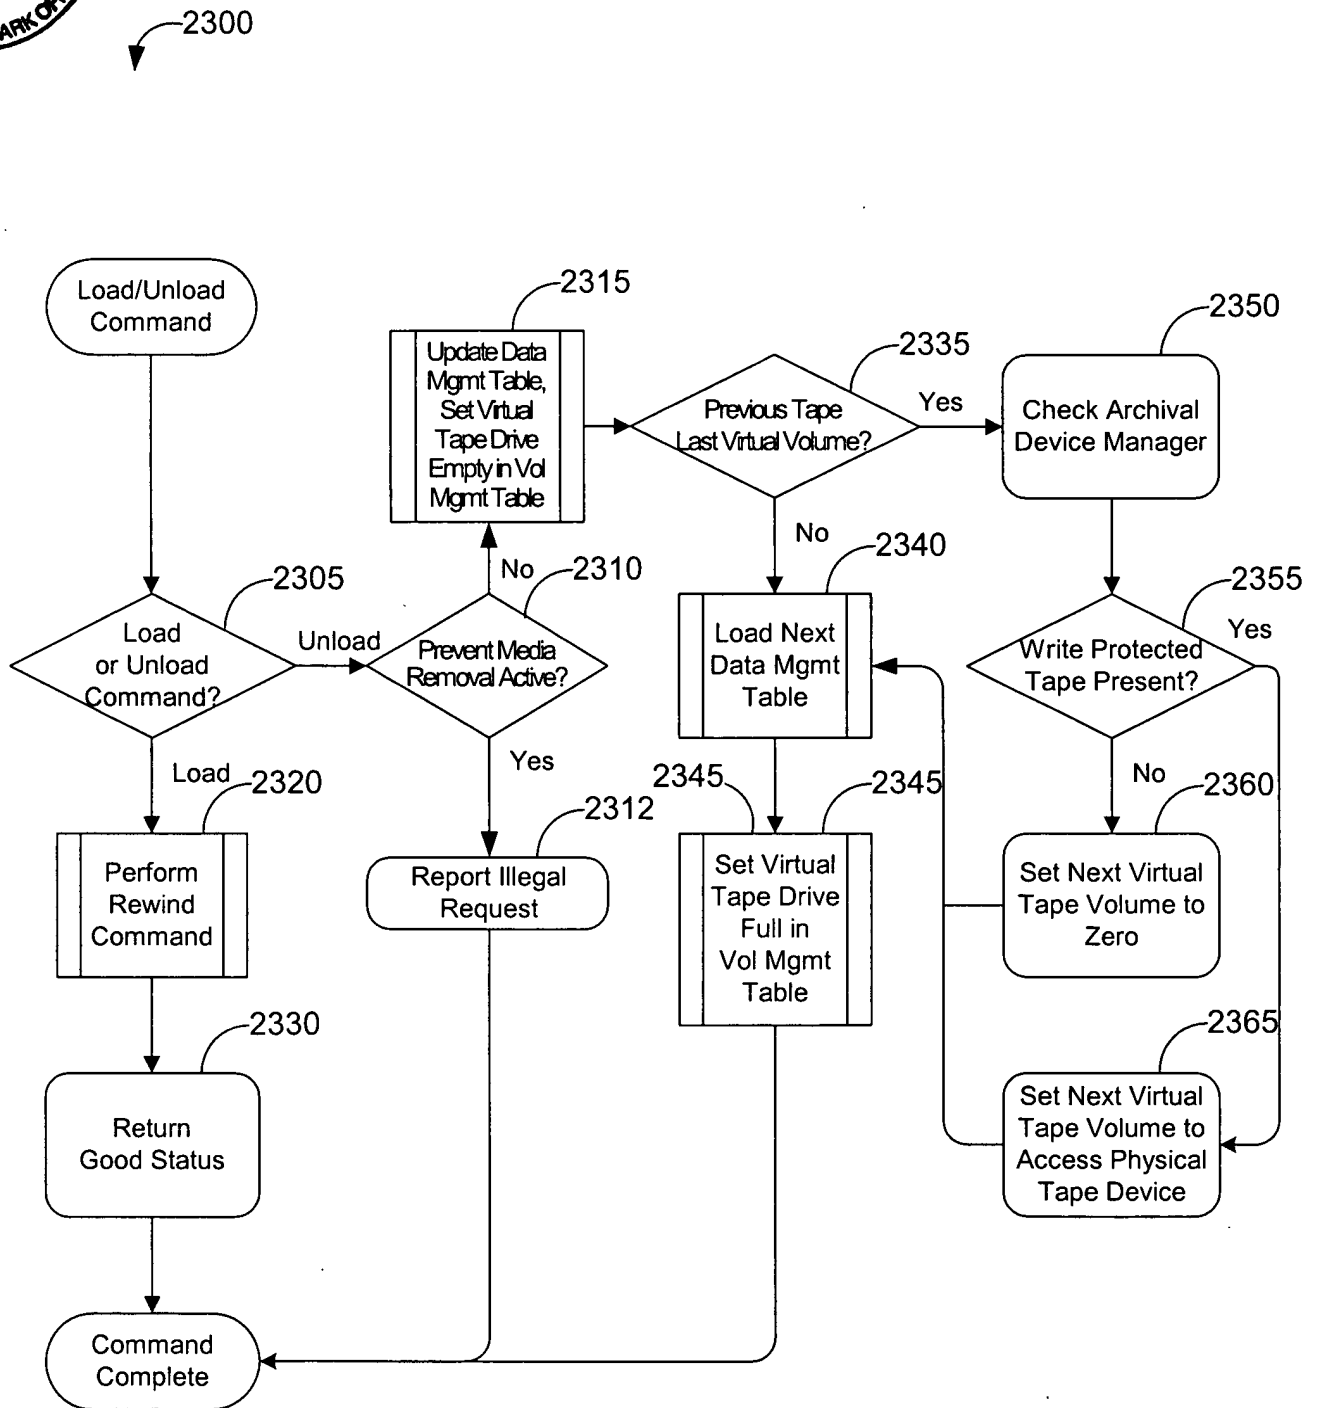 ARK OF
2300
Load/Unload
Command
2305
Load
or Unload
Command?
Unload
Load
2320
Perform
Rewind
Command
2330
Return
Good Status
Command
Complete
2315
Update Data
Mgmt Table,
Set Virtual
Tape Drive
Empty in Vol
Mgmt Table
No
2310
Prevent Media
Removal Active?
Yes
2312
Report Illegal
Request
2335
Previous Tape
Last Virtual Volume?
Yes
No
2340
Load Next
Data Mgmt
Table
2345
2345
Set Virtual
Tape Drive
Full in
Vol Mgmt
Table
2350
Check Archival
Device Manager
2355
Write Protected
Tape Present?
Yes
No
2360
Set Next Virtual
Tape Volume to
Zero
2365
Set Next Virtual
Tape Volume to
Access Physical
Tape Device